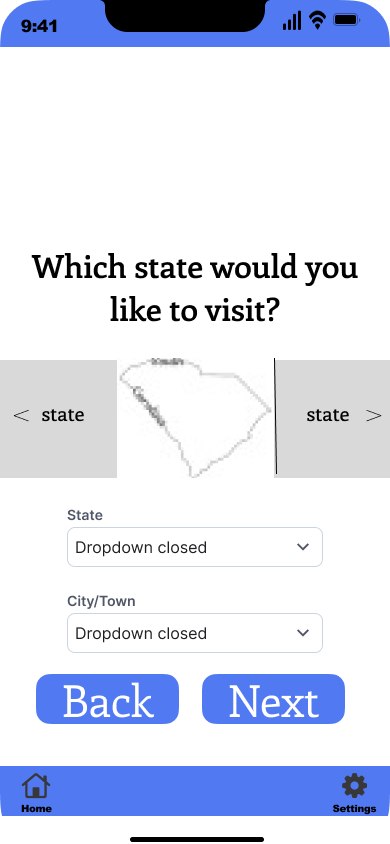 9:41
Which state would you
like to visit?
< state
state >
State
Dropdown closed
City/Town
Dropdown closed
Back Next
Home Settings